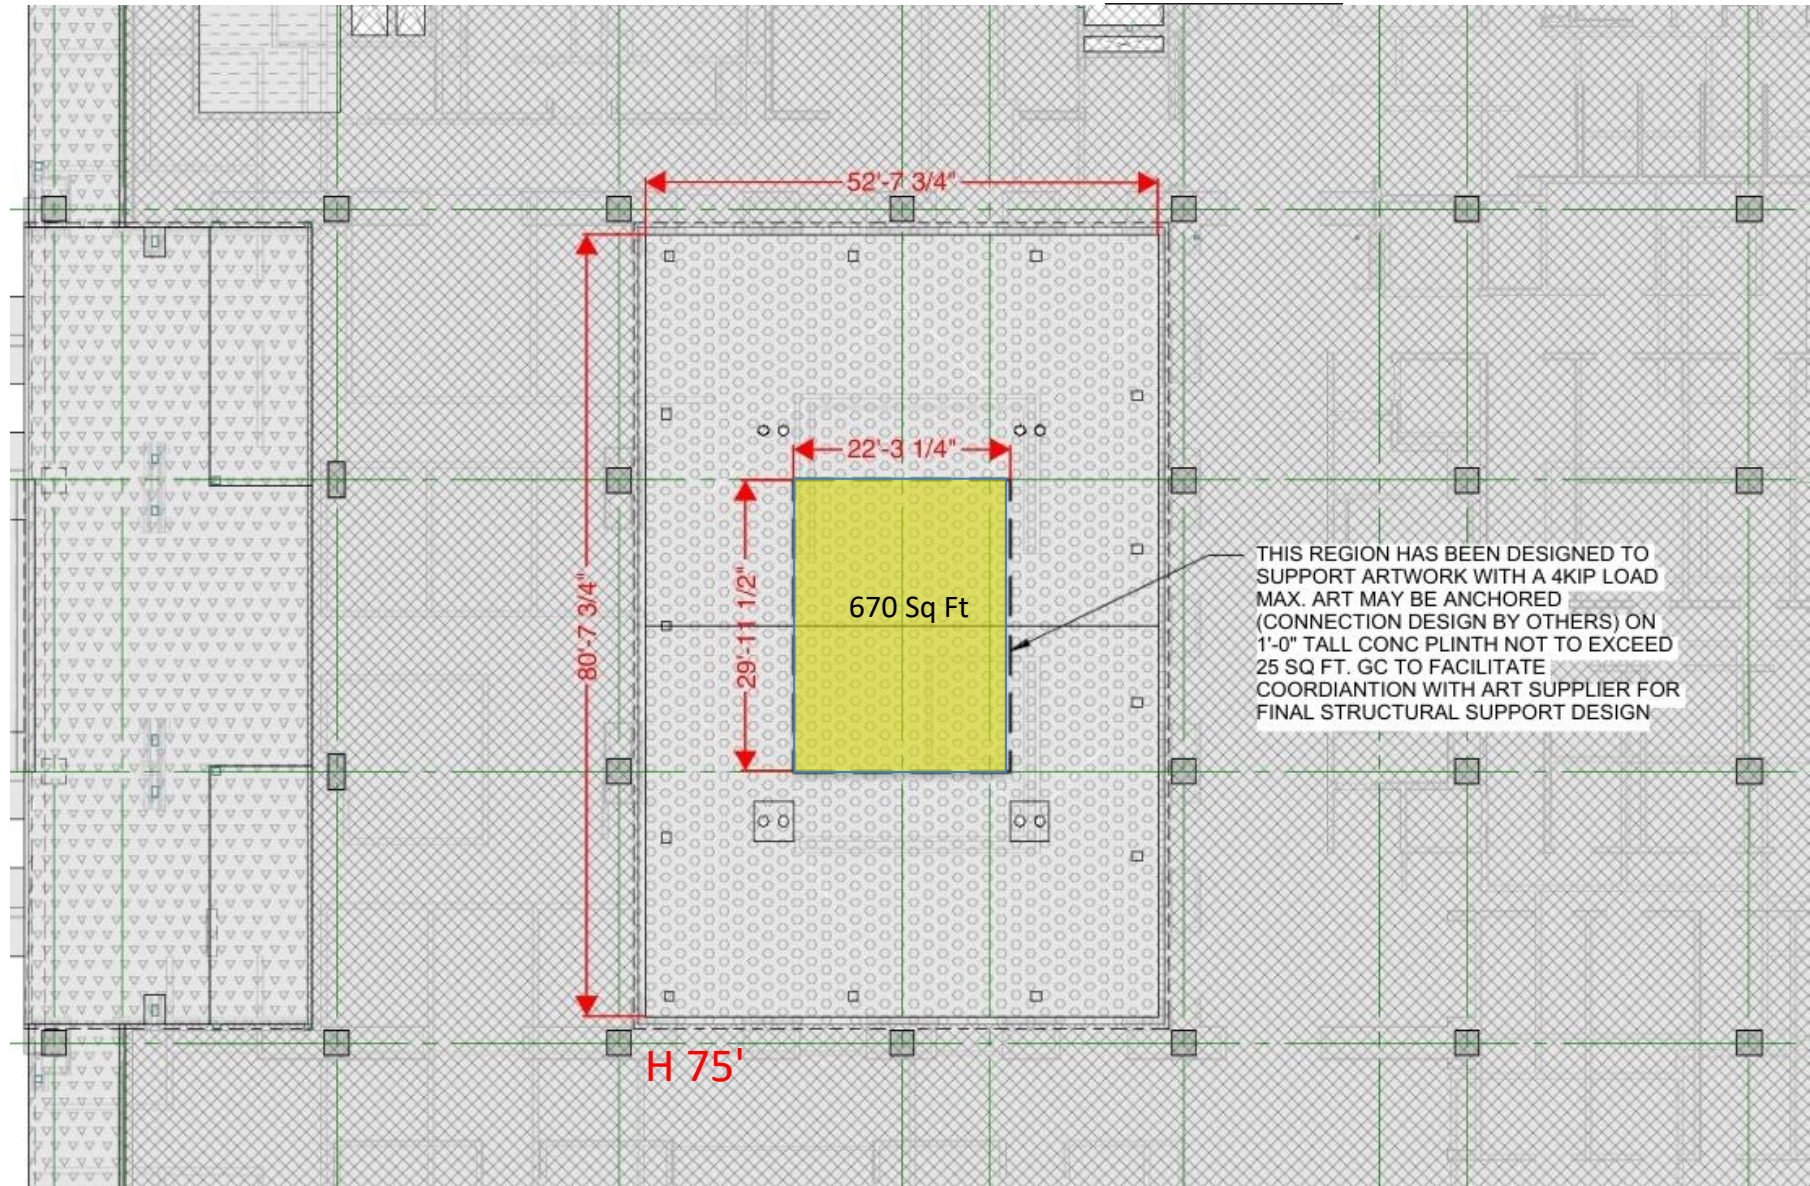 52'-7 3/4"
22'-3 1/4"
80'-7 3/4"
29'-11 1/2"
670 Sq Ft
THIS REGION HAS BEEN DESIGNED TO
SUPPORT ARTWORK WITH A 4KIP LOAD
MAX. ART MAY BE ANCHORED
(CONNECTION DESIGN BY OTHERS) ON
1'-0" TALL CONC PLINTH NOT TO EXCEED
25 SQ FT. GC TO FACILITATE
COORDIANTION WITH ART SUPPLIER FOR
FINAL STRUCTURAL SUPPORT DESIGN
H 75'